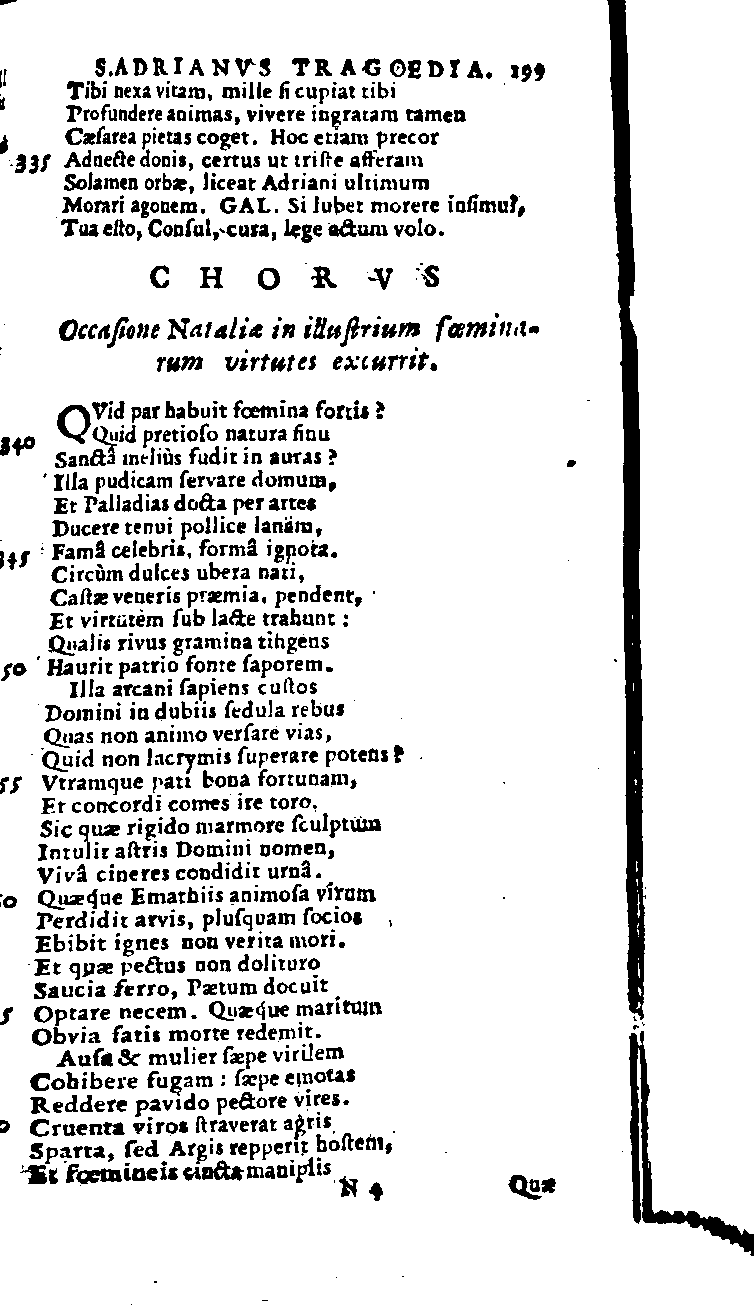 S.ADRIANVS TRAGOEDIA. 199
Tibi nexa vitam, mille ſi cupiat tibi
Profundere animas, vivere ingratam tamen
Cæſarea pietas coget. Hoc etiam precor
335 Adnecte donis, certus ut triſte afferam
Solamen orbæ, liceat Adriani ultimum
Morari agonem. GAL. Si lubet morere inſimul,
Tua eſto, Conſul, cura, lege actum volo.
CHORVS
Occaſione Nataliæ in illuſtrium fœmina-
rum virtutes excurrit.
QVid par habuit fœmina fortis?
340 Quid pretioſo natura ſinu
Sanctâ meliùs fudit in auras?
Illa pudicam ſervare domum,
Et Palladias docta per artes
Ducere tenui pollice lanam,
345 Famâ celebris, formâ ignota.
Circùm dulces ubera nati,
Caſtæ veneris præmia, pendent,
Et virtutem ſub lacte trahunt:
Qualis rivus gramina tingens
50 Haurit patrio fonte ſaporem.
Illa arcani ſapiens cuſtos
Domini in dubiis ſedula rebus
Quas non animo verſare vias,
Quid non lacrymis ſuperare potens?
55 Vtramque pati bona fortunam,
Et concordi comes ire toro.
Sic quæ rigido marmore ſculptum
Intulit aſtris Domini nomen,
Vivâ cineres condidit urnâ.
60 Quæque Emathiis animoſa virum
Perdidit arvis, pluſquam ſocios
Ebibit ignes non verita mori.
Et quæ pectus non dolituro
Saucia ferro, Pætum docuit
5 Optare necem. Quæque maritum
Obvia fatis morte redemit.
Auſa & mulier ſæpe virilem
Cohibere fugam: ſæpe emotas
Reddere pavido pectore vires.
0 Cruenta viros ſtraverat agris
Sparta, ſed Argis repperit hoſtem,
Et fœmineis cincta maniplis
N 4 Quæ